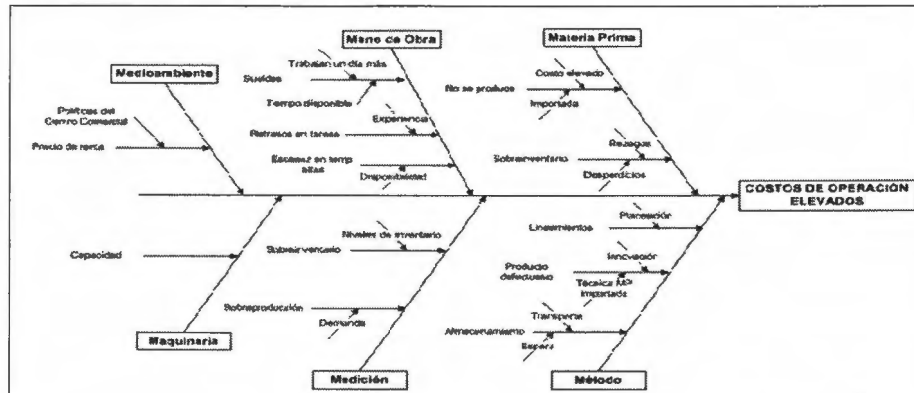 Mano de Obra
Materia Prima
Medioambiente
Trabajan un día más
Sueldos
Tiempo disponible
Costo elevado
No se produce
Importada
Políticas del
Centro Comercial
Precio de renta
Experiencia
Retrasos en tareas
Escasez en temp
altas
Disponibilidad
Rezagos
Sobreinventario
Desperdicios
COSTOS DE OPERACIÓN
ELEVADOS
Capacidad
Niveles de inventario
Sobreinventario
Planeación
Lineamientos
Innovación
Producto
defectuoso
Técnica MP
importada
Sobreproducción
Demanda
Transporte
Almacenamiento
Espera
Maquinaria
Medición
Método